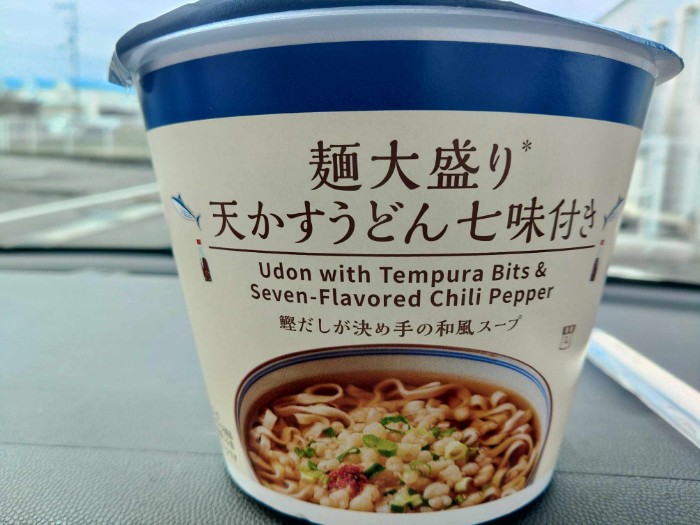 麺大盛り*
天かすうどん七味付き
Udon with Tempura Bits &
Seven-Flavored Chili Pepper
鰹だしが決め手の和風スープ